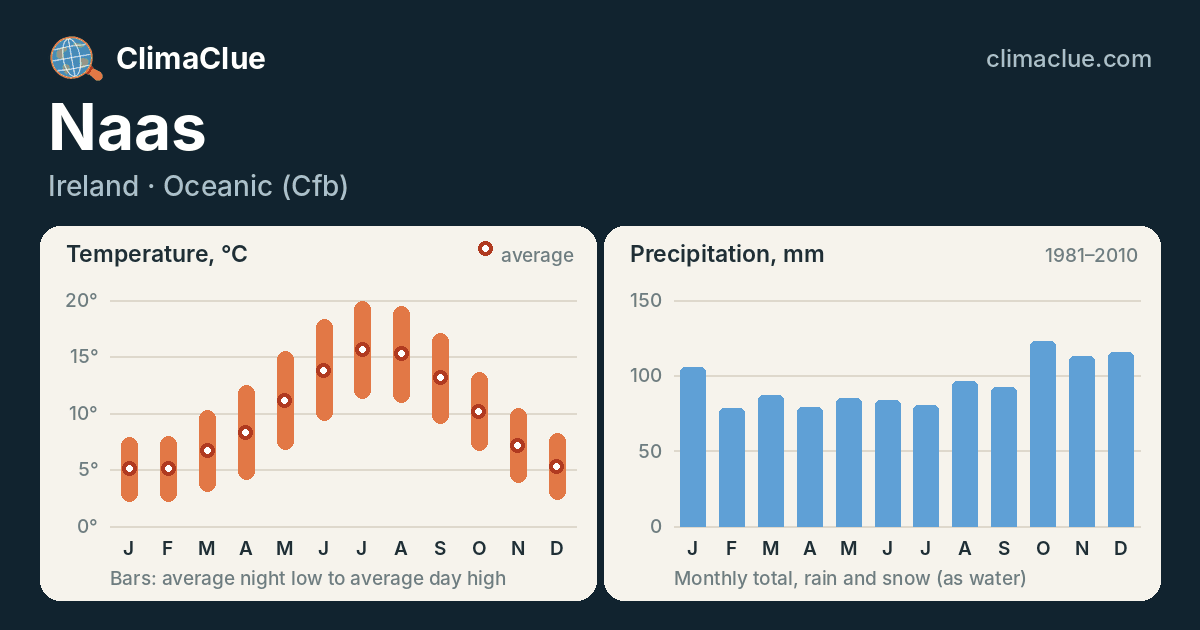 ClimaClue
climaclue.com
Naas
Ireland · Oceanic (Cfb)
Temperature, °C
average
20°
15°
10°
5°
0°
J F M A M J J A S O N D
Bars: average night low to average day high
Precipitation, mm
1981–2010
150
100
50
0
J F M A M J J A S O N D
Monthly total, rain and snow (as water)